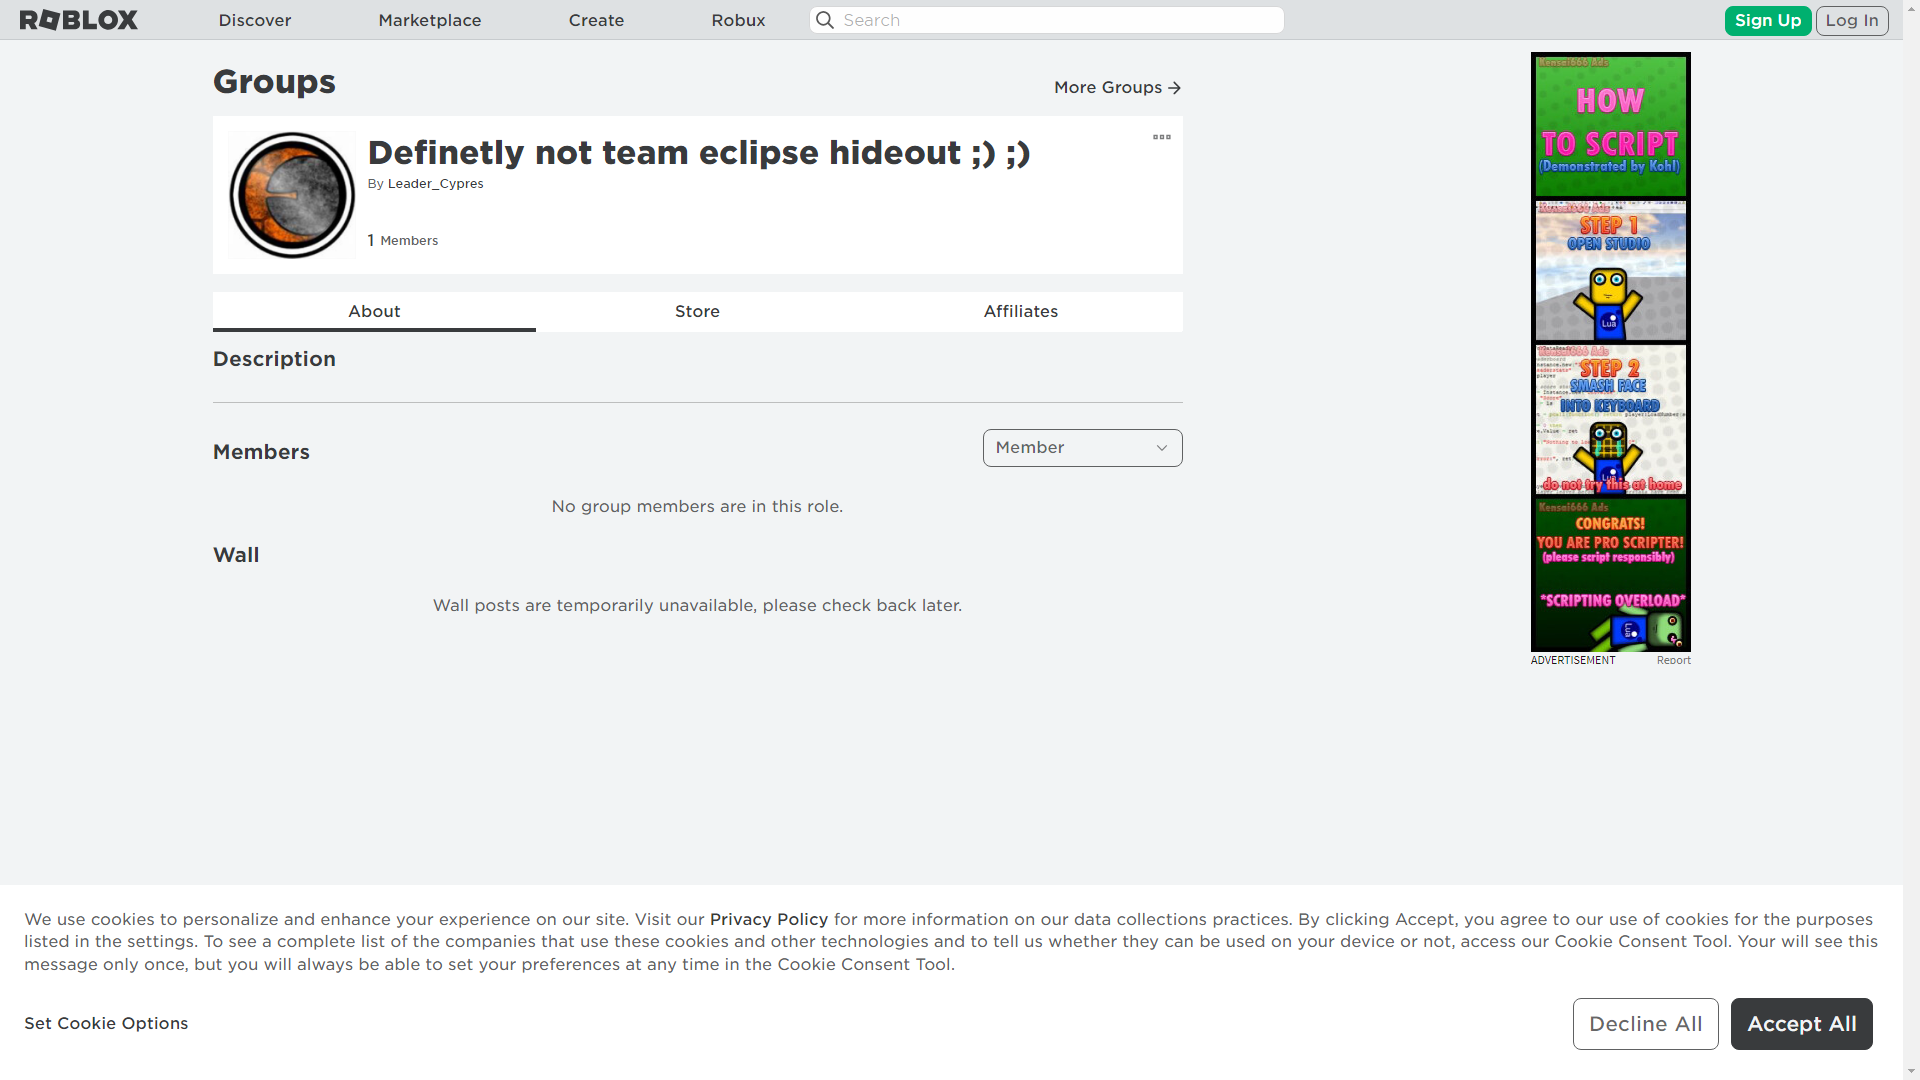 ROBLOX
Discover
Marketplace
Create
Robux
Search
Sign Up
Log In
Groups
More Groups
Definetly not team eclipse hideout ;) ;)
By Leader_Cypres
1 Members
About
Store
Affiliates
Description
Members
Member
No group members are in this role.
Wall
Wall posts are temporarily unavailable, please check back later.
Kensai666 Ads
HOW
TO SCRIPT
(Demonstrated by Kohl)
Kensai666 Ads
STEP 1
OPEN STUDIO
Lua
Kensai666 Ads
STEP 2
SMASH FACE
INTO KEYBOARD
Lua
do not try this at home
Kensai666 Ads
CONGRATS!
YOU ARE PRO SCRIPTER!
(please script responsibly)
*SCRIPTING OVERLOAD*
Lua
ADVERTISEMENT
Report
We use cookies to personalize and enhance your experience on our site. Visit our Privacy Policy for more information on our data collections practices. By clicking Accept, you agree to our use of cookies for the purposes
listed in the settings. To see a complete list of the companies that use these cookies and other technologies and to tell us whether they can be used on your device or not, access our Cookie Consent Tool. Your will see this
message only once, but you will always be able to set your preferences at any time in the Cookie Consent Tool.
Set Cookie Options
Decline All
Accept All